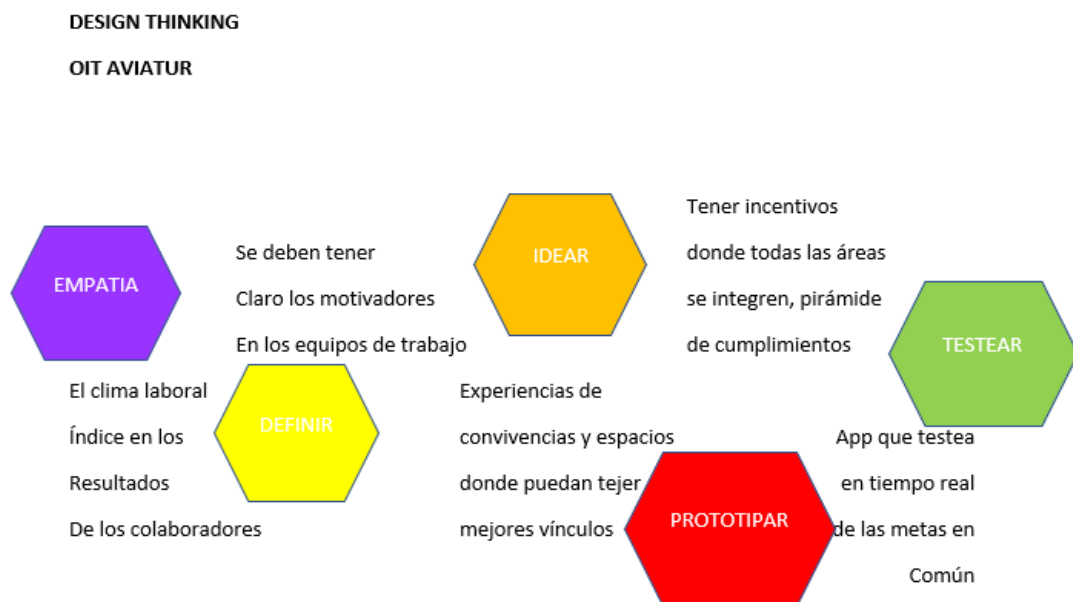 DESIGN THINKING
OIT AVIATUR
EMPATIA
El clima laboral
Índice en los
Resultados
De los colaboradores
Se deben tener
Claro los motivadores
En los equipos de trabajo
DEFINIR
IDEAR
Experiencias de
convivencias y espacios
donde puedan tejer
mejores vínculos
Tener incentivos
donde todas las áreas
se integren, pirámide
de cumplimientos
PROTOTIPAR
TESTEAR
App que testea
en tiempo real
de las metas en
Común